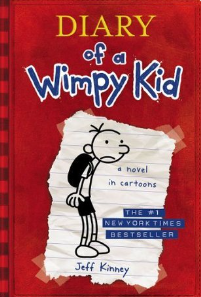 DIARY
of a
Wimpy Kid
a novel
in cartoons
THE #1
NEW YORK TIMES
BESTSELLER
Jeff Kinney